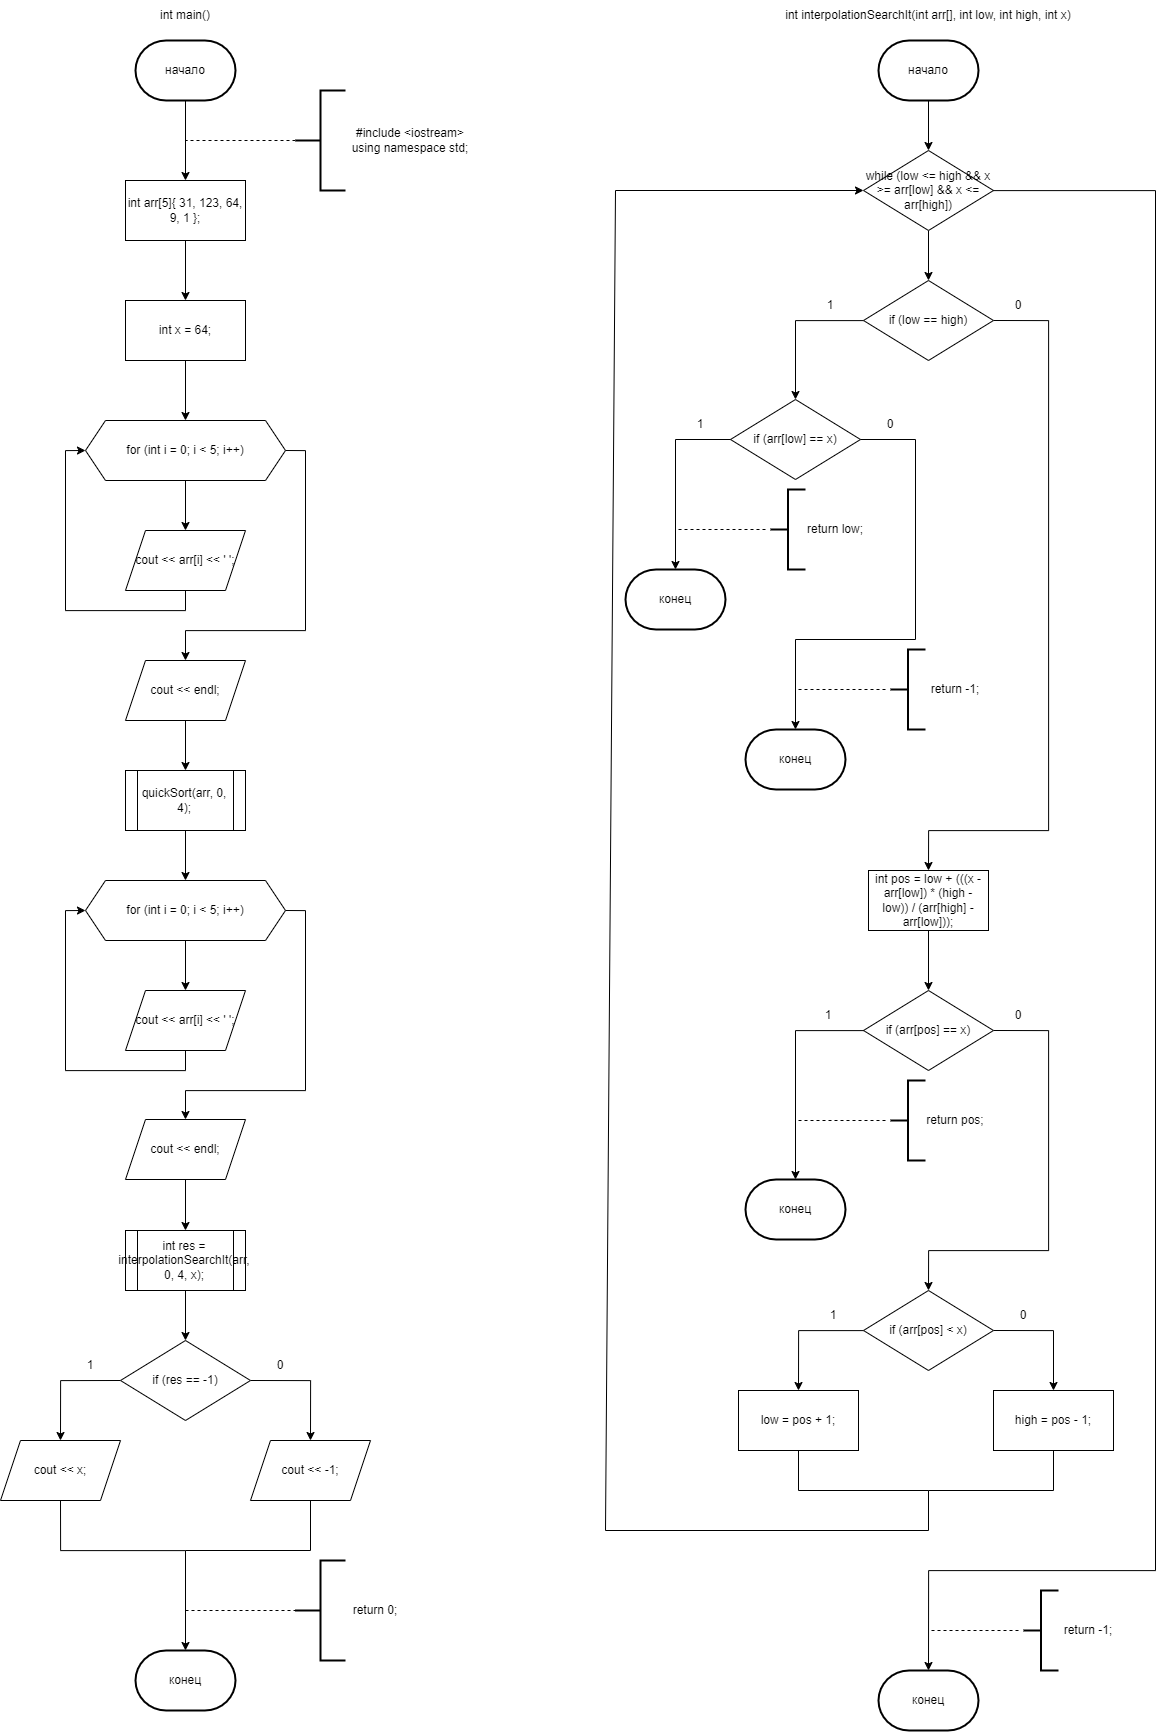 int main()
начало
#include <iostream>
using namespace std;
int arr[5]{ 31, 123, 64,
9, 1 };
int x = 64;
for (int i = 0; i < 5; i++)
cout << arr[i] << ' ';
cout << endl;
quickSort(arr, 0,
4);
for (int i = 0; i < 5; i++)
cout << arr[i] << ' ';
cout << endl;
int res =
interpolationSearchIt(arr,
0, 4, x);
if (res == -1)
1
0
cout << x;
cout << -1;
return 0;
конец
int interpolationSearchIt(int arr[], int low, int high, int x)
начало
while (low <= high && x
>= arr[low] && x <=
arr[high])
if (low == high)
1
0
if (arr[low] == x)
1
0
return low;
конец
return -1;
конец
int pos = low + (((x -
arr[low]) * (high -
low)) / (arr[high] -
arr[low]));
if (arr[pos] == x)
1
0
return pos;
конец
if (arr[pos] < x)
1
0
low = pos + 1;
high = pos - 1;
return -1;
конец